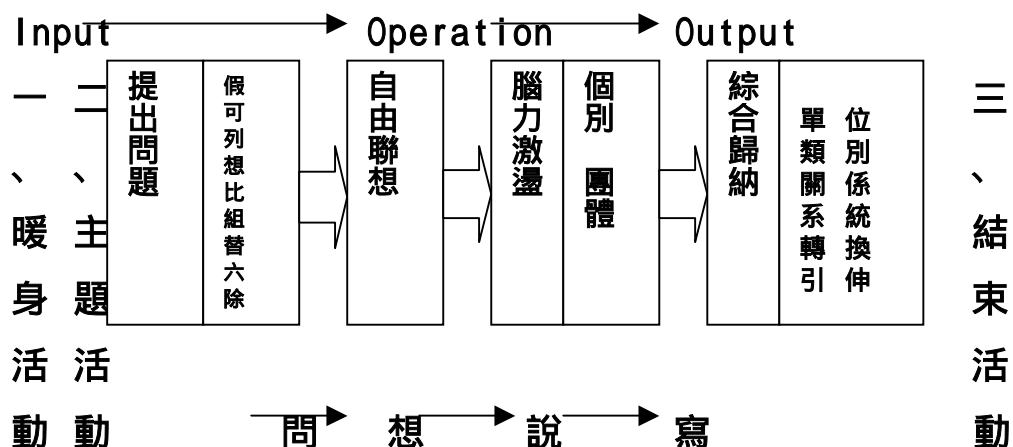 Input Operation Output
一、暖身活動
二、主題活動
提出問題
假可列想比組替六除
自由聯想
腦力激盪
個別 團體
綜合歸納
單位
類別
關係
系統
轉換
引伸
三、結束活動
問 想 說 寫